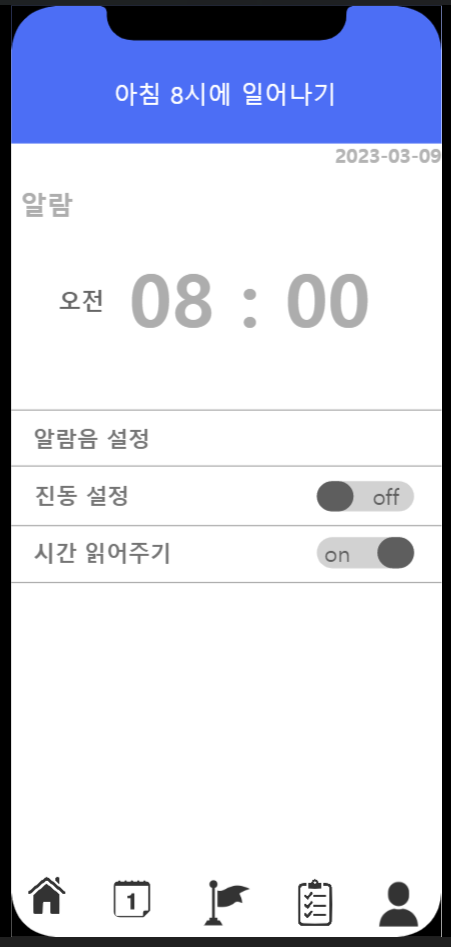 아침 8시에 일어나기
2023-03-09
알람
오전 08 : 00
알람음 설정
진동 설정 off
시간 읽어주기 on
1